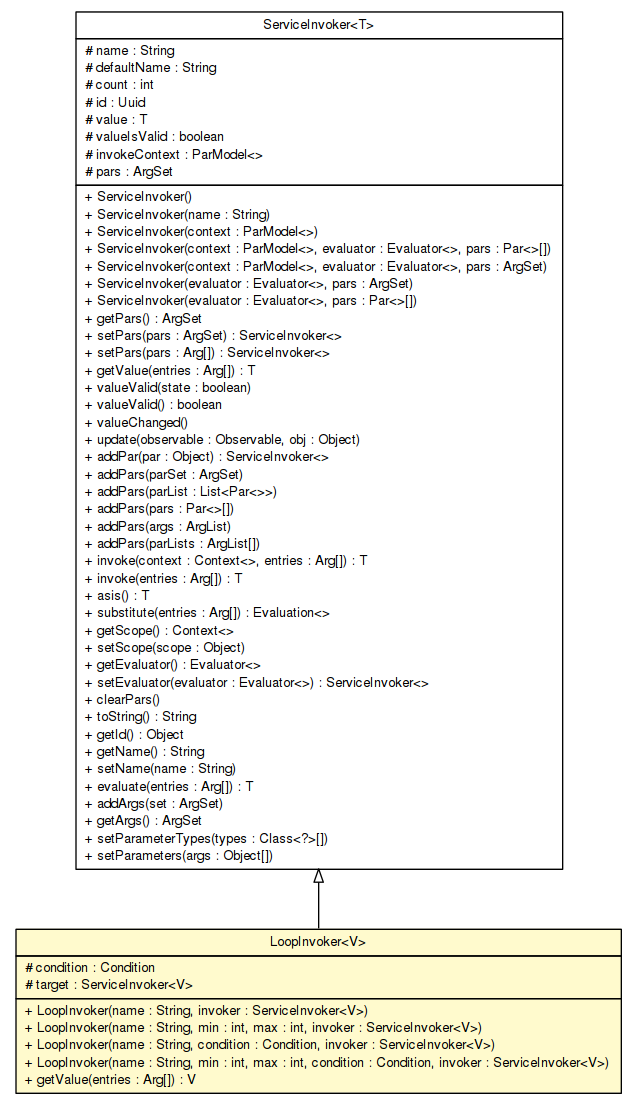 ServiceInvoker<T>
# name : String
# defaultName : String
# count : int
# id : Uuid
# value : T
# valueIsValid : boolean
# invokeContext : ParModel<>
# pars : ArgSet
+ ServiceInvoker()
+ ServiceInvoker(name : String)
+ ServiceInvoker(context : ParModel<>)
+ ServiceInvoker(context : ParModel<>, evaluator : Evaluator<>, pars : Par<>[])
+ ServiceInvoker(context : ParModel<>, evaluator : Evaluator<>, pars : ArgSet)
+ ServiceInvoker(evaluator : Evaluator<>, pars : ArgSet)
+ ServiceInvoker(evaluator : Evaluator<>, pars : Par<>[])
+ getPars() : ArgSet
+ setPars(pars : ArgSet) : ServiceInvoker<>
+ setPars(pars : Arg[]) : ServiceInvoker<>
+ getValue(entries : Arg[]) : T
+ valueValid(state : boolean)
+ valueValid() : boolean
+ valueChanged()
+ update(observable : Observable, obj : Object)
+ addPar(par : Object) : ServiceInvoker<>
+ addPars(parSet : ArgSet)
+ addPars(parList : List<Par<>>)
+ addPars(pars : Par<>[])
+ addPars(args : ArgList)
+ addPars(parLists : ArgList[])
+ invoke(context : Context<>, entries : Arg[]) : T
+ invoke(entries : Arg[]) : T
+ asis() : T
+ substitute(entries : Arg[]) : Evaluation<>
+ getScope() : Context<>
+ setScope(scope : Object)
+ getEvaluator() : Evaluator<>
+ setEvaluator(evaluator : Evaluator<>) : ServiceInvoker<>
+ clearPars()
+ toString() : String
+ getId() : Object
+ getName() : String
+ setName(name : String)
+ evaluate(entries : Arg[]) : T
+ addArgs(set : ArgSet)
+ getArgs() : ArgSet
+ setParameterTypes(types : Class<?>[])
+ setParameters(args : Object[])
LoopInvoker<V>
# condition : Condition
# target : ServiceInvoker<V>
+ LoopInvoker(name : String, invoker : ServiceInvoker<V>)
+ LoopInvoker(name : String, min : int, max : int, invoker : ServiceInvoker<V>)
+ LoopInvoker(name : String, condition : Condition, invoker : ServiceInvoker<V>)
+ LoopInvoker(name : String, min : int, max : int, condition : Condition, invoker : ServiceInvoker<V>)
+ getValue(entries : Arg[]) : V